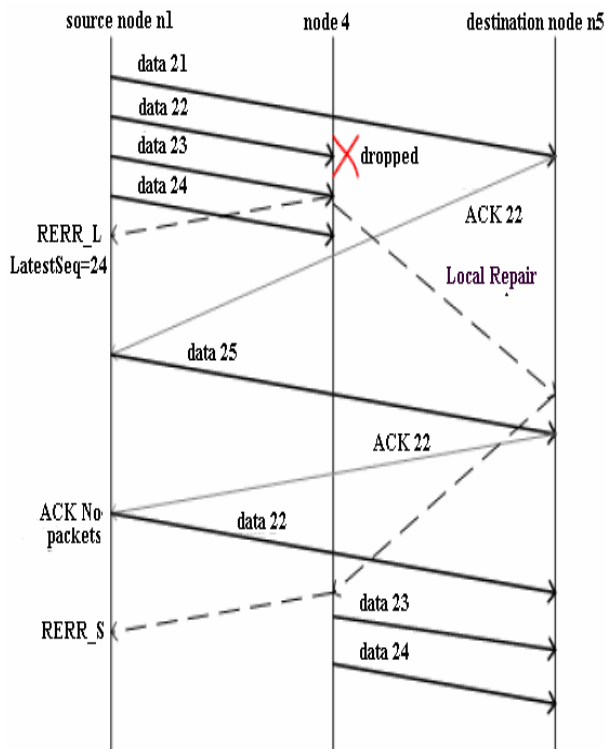 source node n1
node 4
destination node n5
data 21
data 22
data 23
dropped
data 24
ACK 22
RERR_L
LatestSeq=24
Local Repair
data 25
ACK 22
ACK No
packets
data 22
data 23
RERR_S
data 24